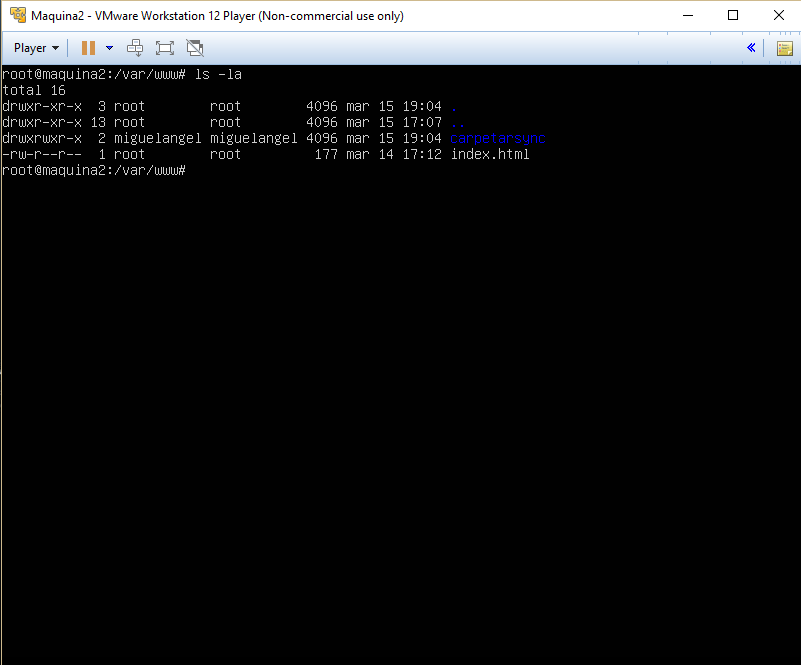 Maquina2 - VMware Workstation 12 Player (Non-commercial use only)
Player
root@maquina2:/var/www# ls -la
total 16
drwxr-xr-x  3 root        root        4096 mar 15 19:04 .
drwxr-xr-x 13 root        root        4096 mar 15 17:07 ..
drwxrwxr-x  2 miguelangel miguelangel 4096 mar 15 19:04 carpetarsync
-rw-r--r--  1 root        root         177 mar 14 17:12 index.html
root@maquina2:/var/www#